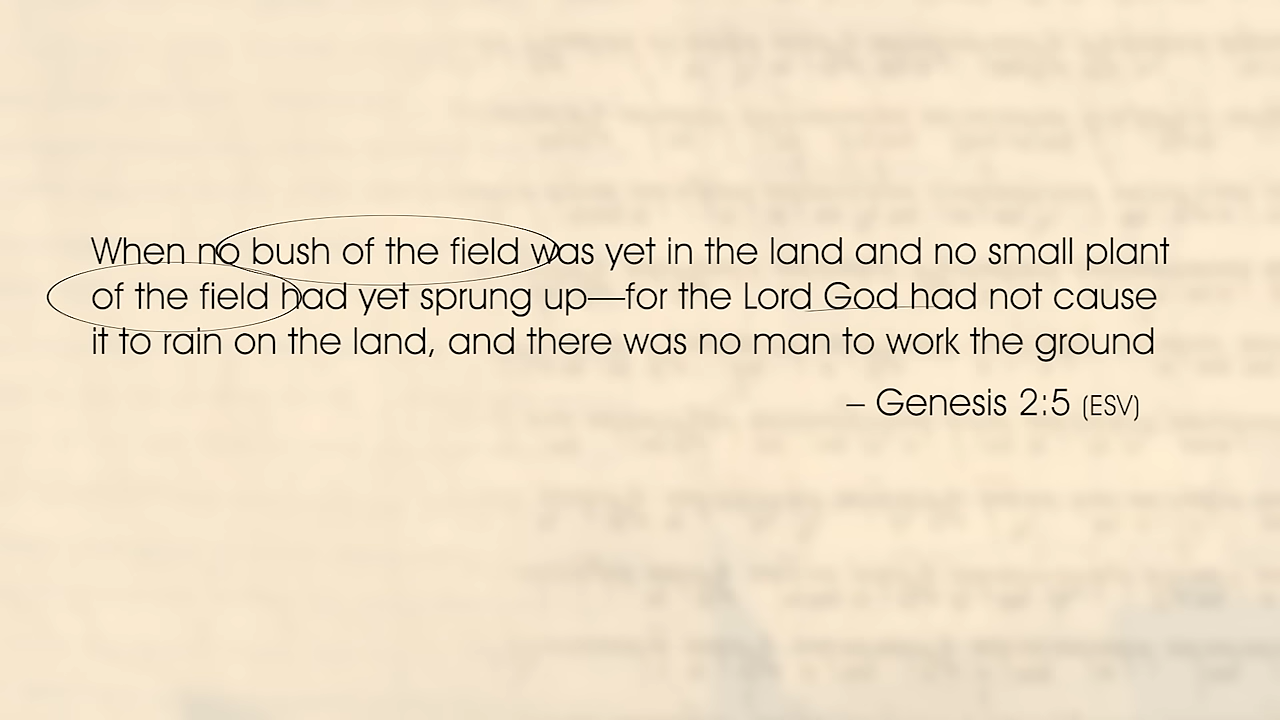 When no bush of the field was yet in the land and no small plant
of the field had yet sprung up—for the Lord God had not cause
it to rain on the land, and there was no man to work the ground
– Genesis 2:5 (ESV)